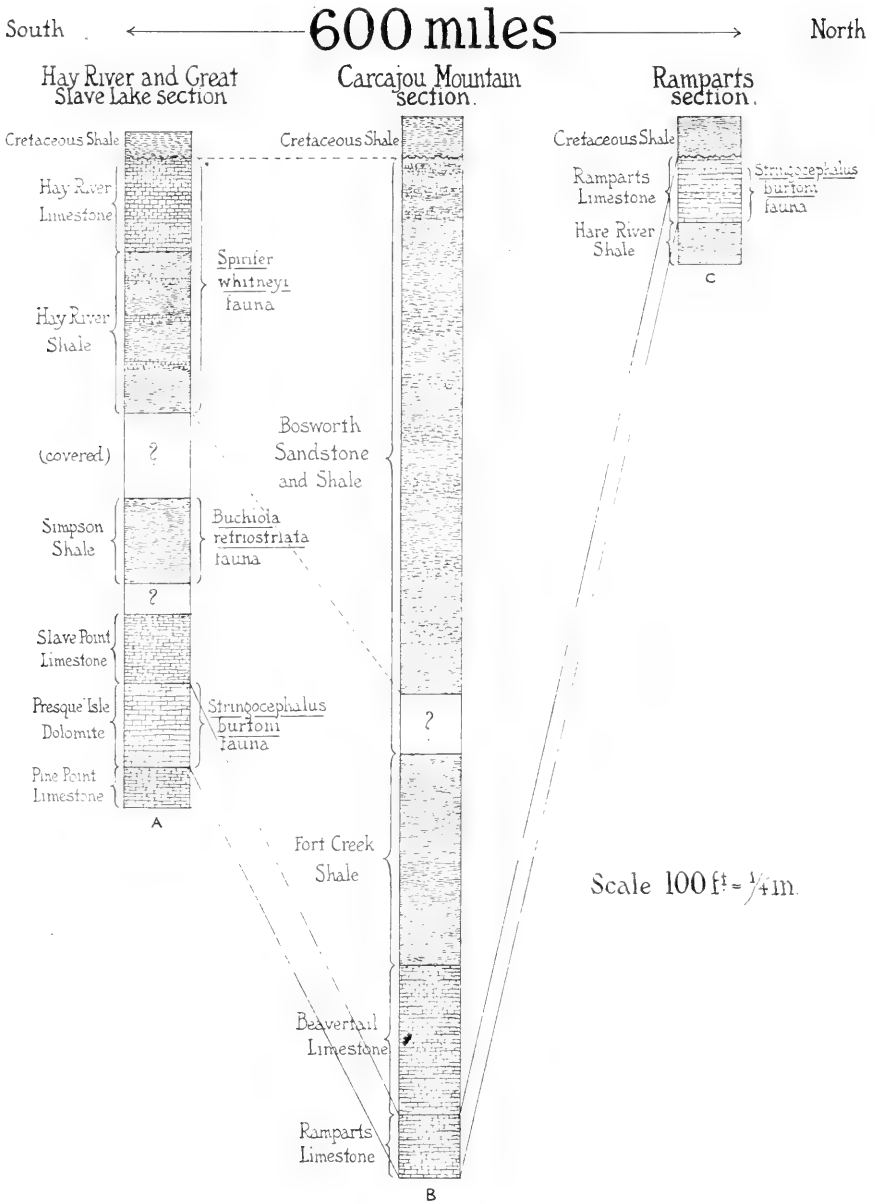 South
600 miles
North
Hay River and Great
Slave Lake section
Carcajou Mountain
section.
Ramparts
section.
Cretaceous Shale
Hay River
Limestone
Hay River
Shale
(covered)
?
Simpson
Shale
?
Slave Point
Limestone
Presque Isle
Dolomite
Pine Point
Limestone
A
Spirifer
whitneyi
fauna
Buchiola
retriostriata
fauna
Stringocephalus
burtoni
fauna
Cretaceous Shale
Bosworth
Sandstone
and Shale
?
Fort Creek
Shale
Beavertail
Limestone
Ramparts
Limestone
B
Cretaceous Shale
Ramparts
Limestone
Hare River
Shale
C
Stringocephalus
burtoni
fauna
Scale 100 ft = 1/4 in.